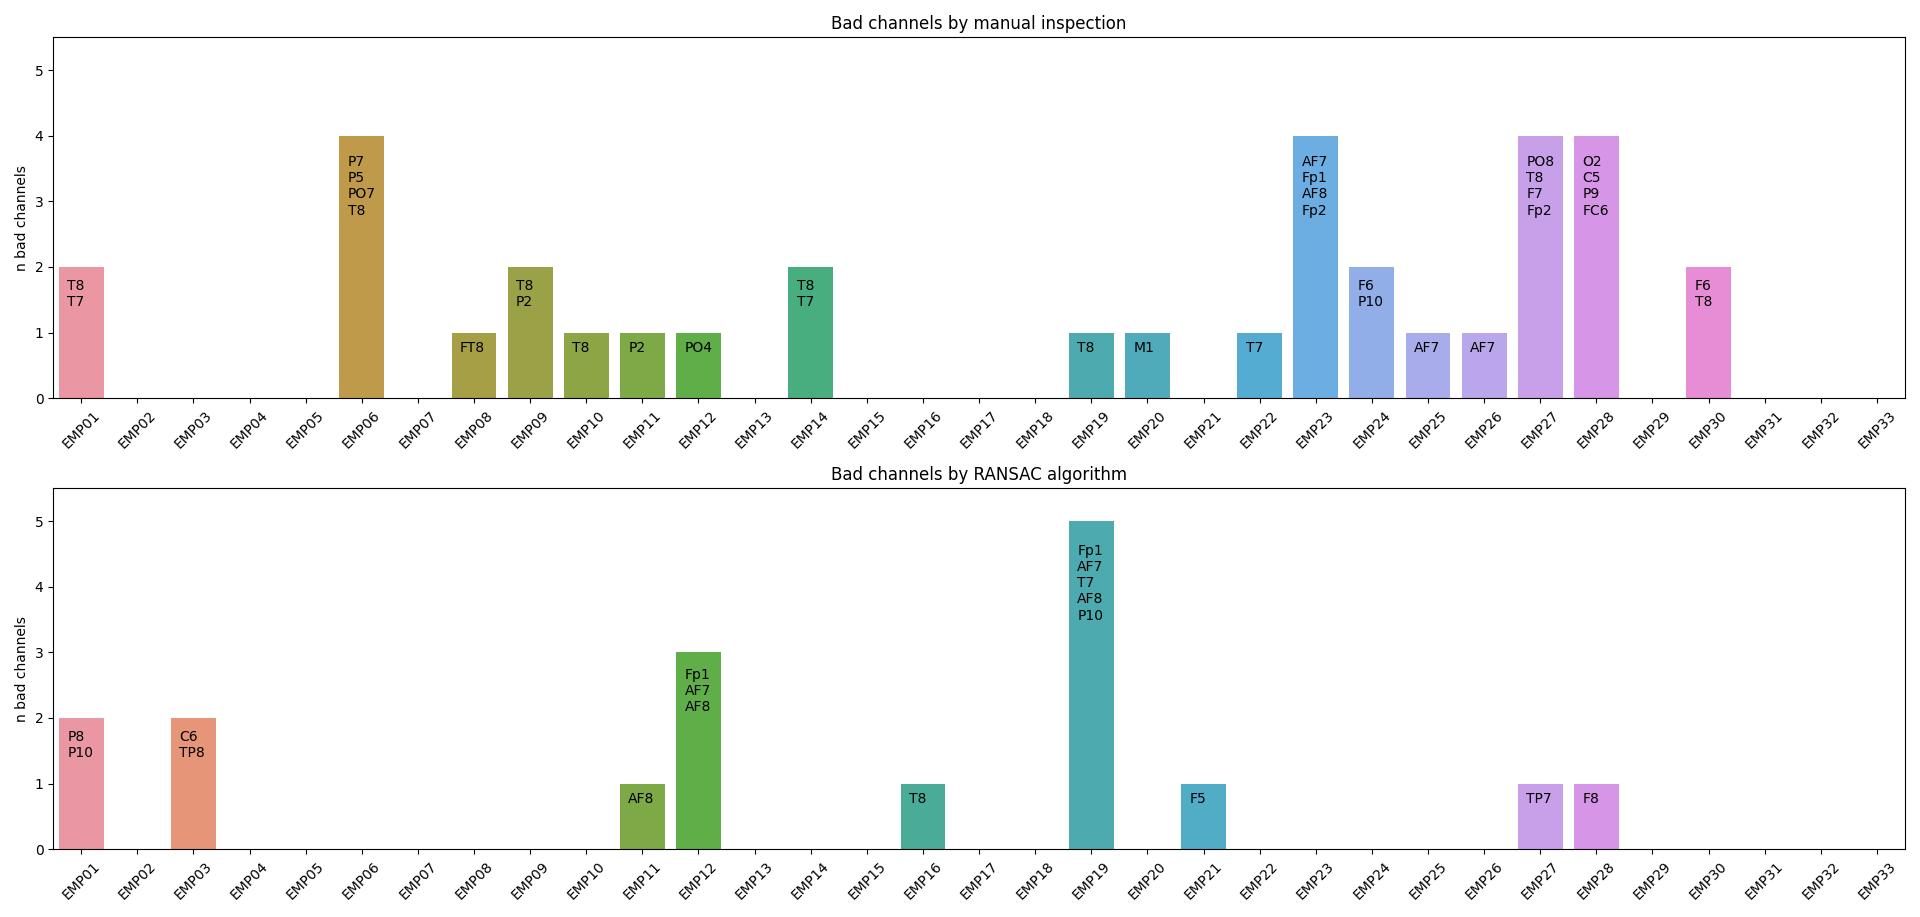 Bad channels by manual inspection
n bad channels
5
4
3
2
1
0
T8
T7
P7
P5
PO7
T8
FT8
T8
P2
T8
P2
PO4
T8
T7
T8
M1
T7
AF7
Fp1
AF8
Fp2
F6
P10
AF7
AF7
PO8
T8
F7
Fp2
O2
C5
P9
FC6
F6
T8
EMP01 EMP02 EMP03 EMP04 EMP05 EMP06 EMP07 EMP08 EMP09 EMP10 EMP11 EMP12 EMP13 EMP14 EMP15 EMP16 EMP17 EMP18 EMP19 EMP20 EMP21 EMP22 EMP23 EMP24 EMP25 EMP26 EMP27 EMP28 EMP29 EMP30 EMP31 EMP32 EMP33
Bad channels by RANSAC algorithm
n bad channels
5
4
3
2
1
0
P8
P10
C6
TP8
AF8
Fp1
AF7
AF8
T8
Fp1
AF7
T7
AF8
P10
F5
TP7
F8
EMP01 EMP02 EMP03 EMP04 EMP05 EMP06 EMP07 EMP08 EMP09 EMP10 EMP11 EMP12 EMP13 EMP14 EMP15 EMP16 EMP17 EMP18 EMP19 EMP20 EMP21 EMP22 EMP23 EMP24 EMP25 EMP26 EMP27 EMP28 EMP29 EMP30 EMP31 EMP32 EMP33